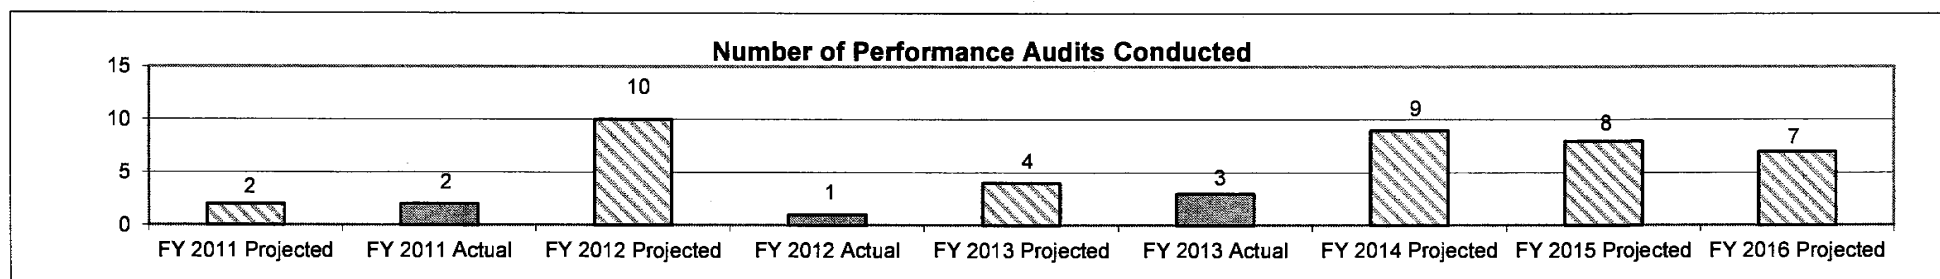 Number of Performance Audits Conducted
15
10
5
0
2
2
10
1
4
3
9
8
7
FY 2011 Projected
FY 2011 Actual
FY 2012 Projected
FY 2012 Actual
FY 2013 Projected
FY 2013 Actual
FY 2014 Projected
FY 2015 Projected
FY 2016 Projected